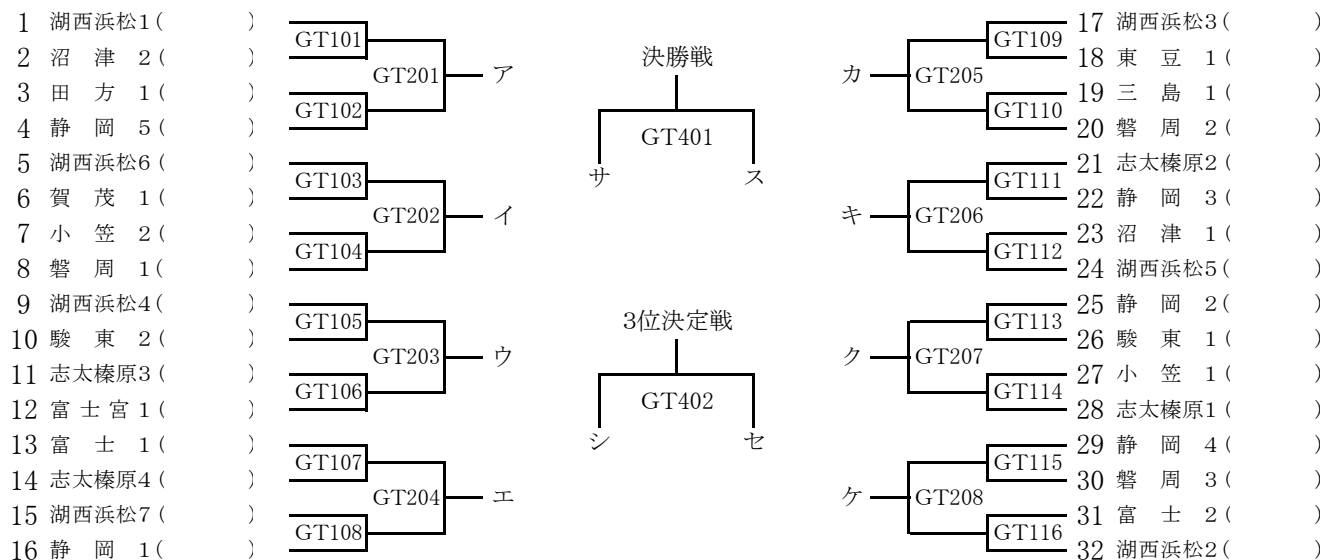 1 湖西浜松1(　　　)
GT101
2 沼　津　2(　　　)
GT201 ア
3 田　方　1(　　　)
GT102
4 静　岡　5(　　　)
5 湖西浜松6(　　　)
GT103
6 賀　茂　1(　　　)
GT202 イ
7 小　笠　2(　　　)
GT104
8 磐　周　1(　　　)
9 湖西浜松4(　　　)
GT105
10 駿　東　2(　　　)
GT203 ウ
11 志太榛原3(　　　)
GT106
12 富士宮 1(　　　)
13 富　士　1(　　　)
GT107
14 志太榛原4(　　　)
GT204 エ
15 湖西浜松7(　　　)
GT108
16 静　岡　1(　　　)
決勝戦
GT401
サ ス
3位決定戦
GT402
シ セ
17 湖西浜松3(　　　)
GT109
18 東　豆　1(　　　)
カ GT205
19 三　島　1(　　　)
GT110
20 磐　周　2(　　　)
21 志太榛原2(　　　)
GT111
22 静　岡　3(　　　)
キ GT206
23 沼　津　1(　　　)
GT112
24 湖西浜松5(　　　)
25 静　岡　2(　　　)
GT113
26 駿　東　1(　　　)
ク GT207
27 小　笠　1(　　　)
GT114
28 志太榛原1(　　　)
29 静　岡　4(　　　)
GT115
30 磐　周　3(　　　)
ケ GT208
31 富　士　2(　　　)
GT116
32 湖西浜松2(　　　)